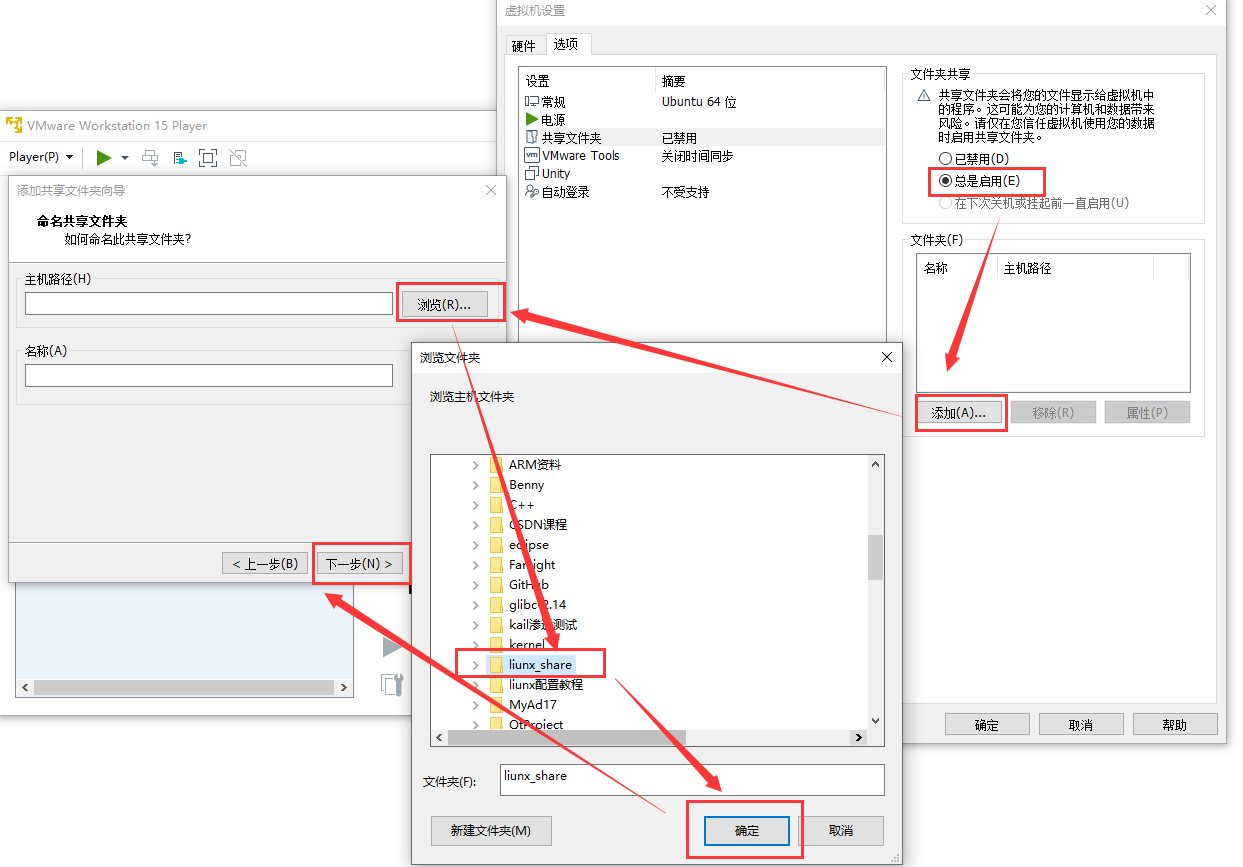 虚拟机设置
硬件
选项
设置
摘要
常规
Ubuntu 64 位
电源
共享文件夹
已禁用
VMware Tools
关闭时间同步
Unity
自动登录
不受支持
文件夹共享
共享文件夹会将您的文件显示给虚拟机中
的程序。这可能为您的计算机和数据带来
风险。请仅在您信任虚拟机使用您的数据
时启用共享文件夹。
已禁用(D)
总是启用(E)
在下次关机或挂起前一直启用(U)
文件夹(F)
名称
主机路径
添加(A)...
移除(R)
属性(P)
确定
取消
帮助
VMware Workstation 15 Player
Player(P)
添加共享文件夹向导
命名共享文件夹
如何命名此共享文件夹?
主机路径(H)
浏览(R)...
名称(A)
< 上一步(B)
下一步(N) >
浏览文件夹
浏览主机文件夹
ARM资料
Benny
C++
CSDN课程
eclipse
Farsight
GitHub
glibc-2.14
kail渗透测试
kernel
liunx_share
liunx配置教程
MyAd17
QtProject
文件夹(F):
liunx_share
新建文件夹(M)
确定
取消